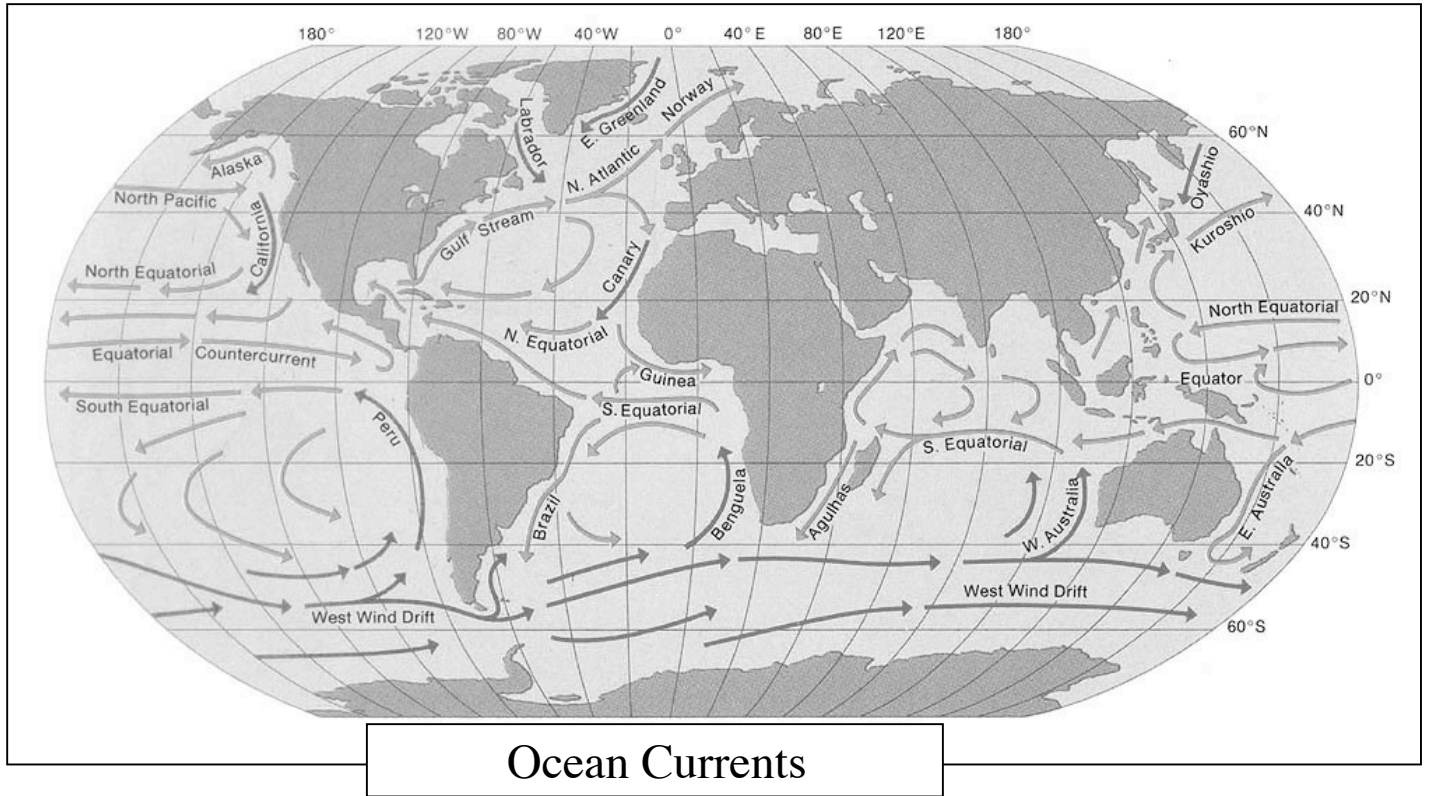 180° 120°W 80°W 40°W 0° 40°E 80°E 120°E 180°
Labrador
E. Greenland
Norway
60°N
Alaska
N. Atlantic
Oyashio
North Pacific
California
Gulf Stream
40°N
Kuroshio
Canary
North Equatorial
20°N
North Equatorial
N. Equatorial
Equatorial Countercurrent
Guinea
Equator
0°
South Equatorial
S. Equatorial
Peru
S. Equatorial
20°S
Brazil
Benguela
Agulhas
W. Australia
E. Australia
40°S
West Wind Drift
West Wind Drift
60°S
Ocean Currents